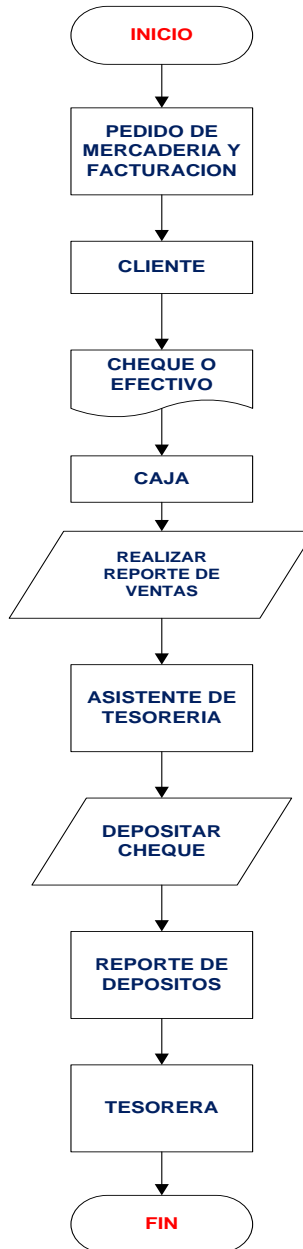 INICIO
PEDIDO DE
MERCADERIA Y
FACTURACION
CLIENTE
CHEQUE O
EFECTIVO
CAJA
REALIZAR
REPORTE DE
VENTAS
ASISTENTE DE
TESORERIA
DEPOSITAR
CHEQUE
REPORTE DE
DEPOSITOS
TESORERA
FIN